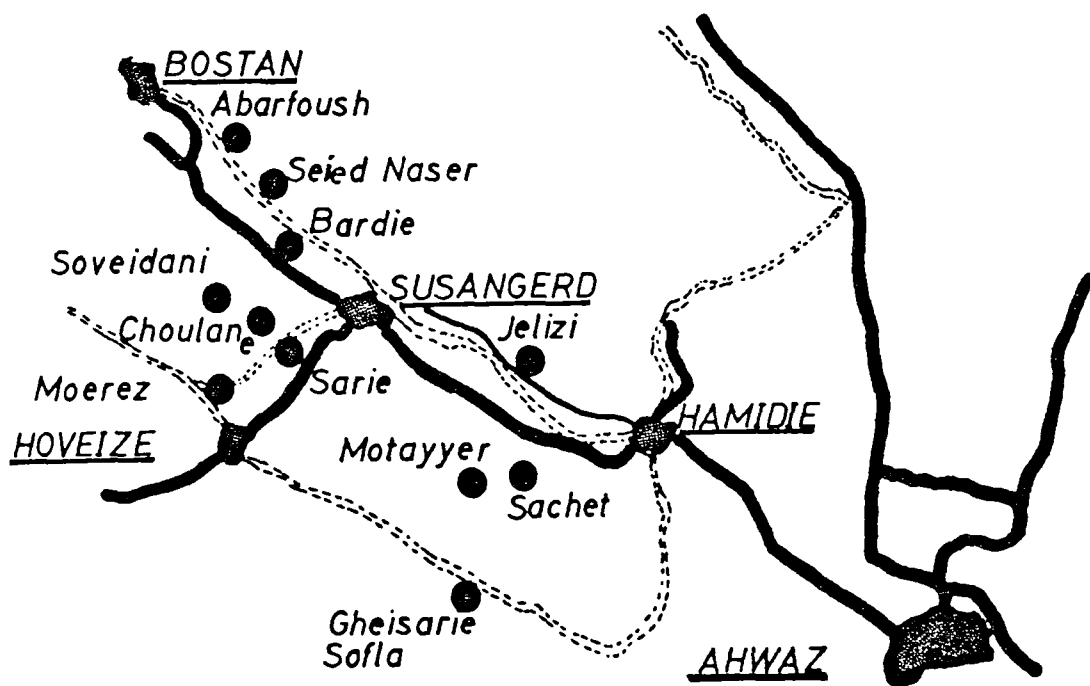 BOSTAN
Abarfoush
Seied Naser
Bardie
Soveidani
SUSANGERD
Choulane
Jelizi
Moerez
Sarie
HAMIDIE
HOVEIZE
Motayyer
Sachet
Gheisarie
Sofla
AHWAZ